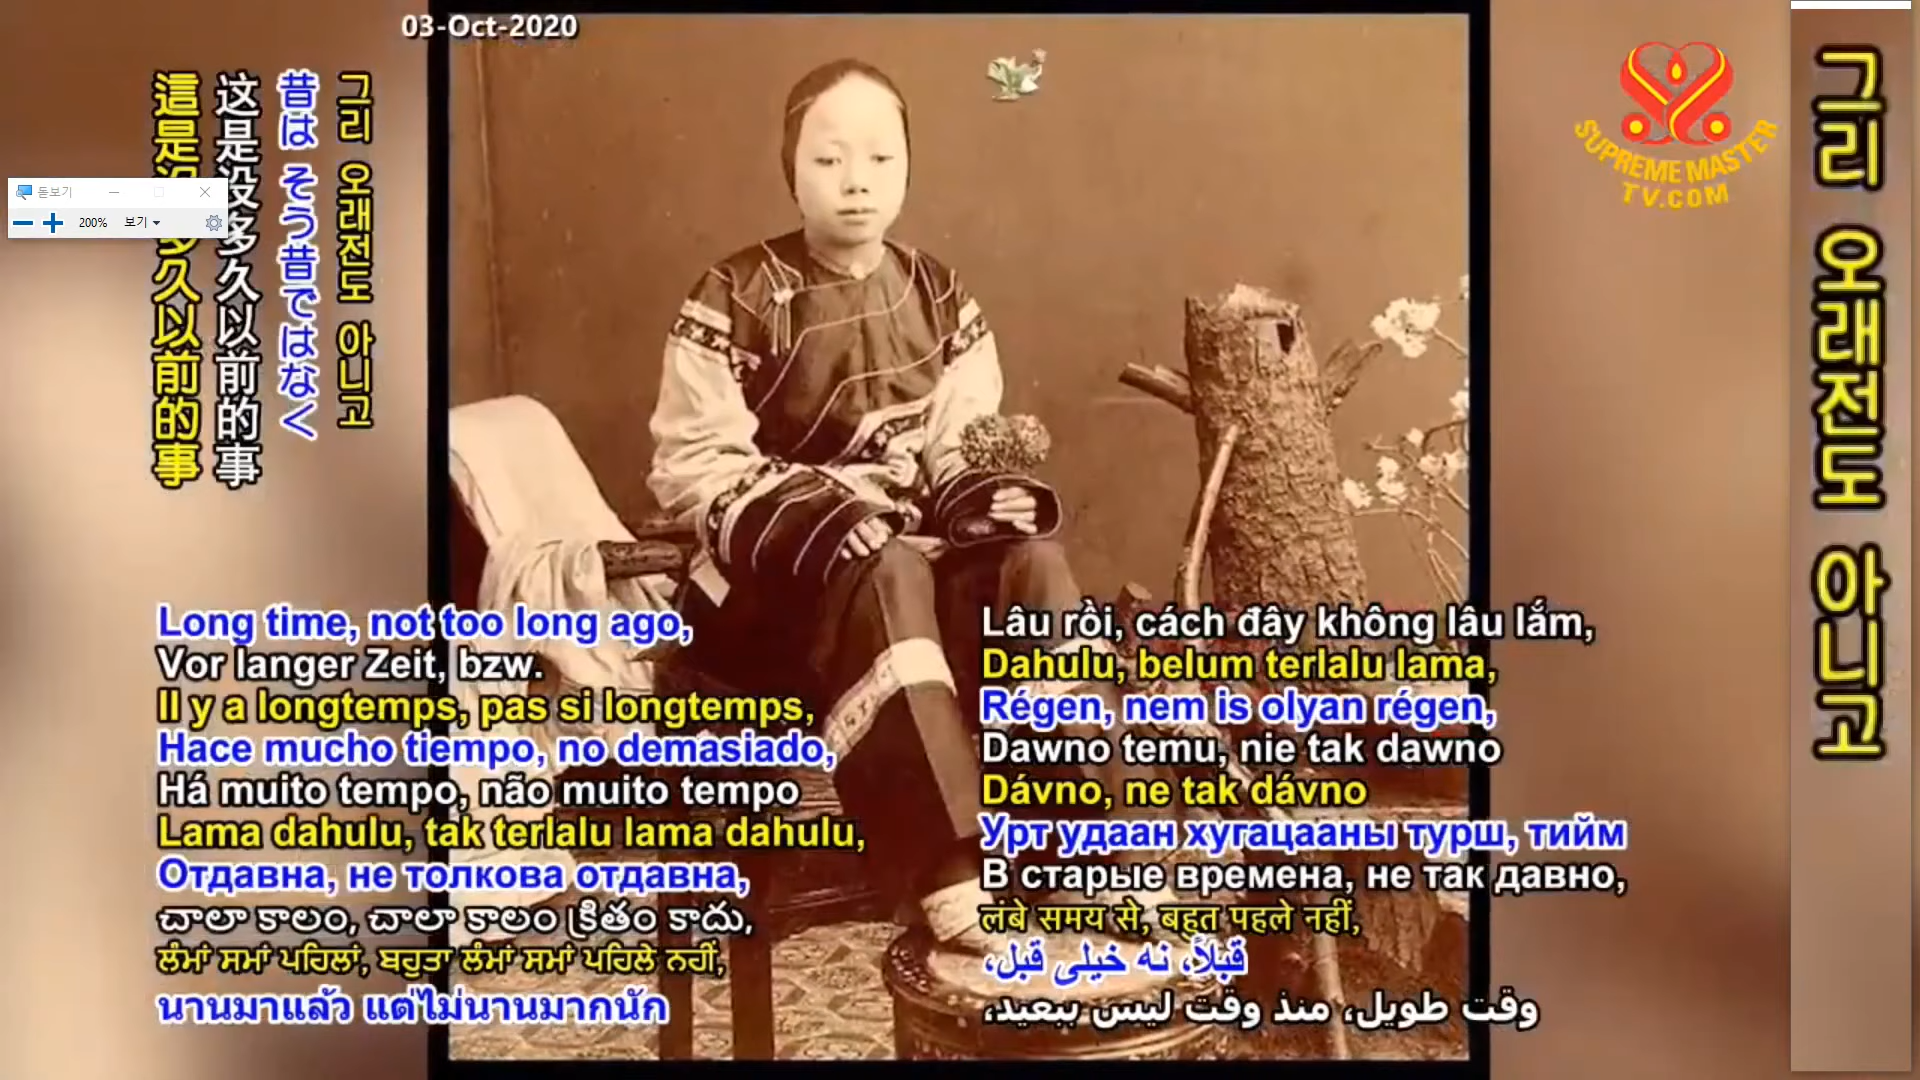 03-Oct-2020
그리 오래전도 아니고
昔は そう昔ではなく
这是没多久以前的事
這是 多久以前的事
돋보기
200% 보기
SUPREME MASTER
TV.COM
그리 오래전도 아니고
Long time, not too long ago,
Vor langer Zeit, bzw.
Il y a longtemps, pas si longtemps,
Hace mucho tiempo, no demasiado,
Há muito tempo, não muito tempo
Lama dahulu, tak terlalu lama dahulu,
Отдавна, не толкова отдавна,
చాలా కాలం, చాలా కాలం క్రితం కాదు,
ਲੰਮਾਂ ਸਮਾਂ ਪਹਿਲਾਂ, ਬਹੁਤਾ ਲੰਮਾਂ ਸਮਾਂ ਪਹਿਲੇ ਨਹੀਂ,
นานมาแล้ว แต่ไม่นานมากนัก
Lâu rồi, cách đây không lâu lắm,
Dahulu, belum terlalu lama,
Régen, nem is olyan régen,
Dawno temu, nie tak dawno
Dávno, ne tak dávno
Урт удаан хугацааны турш, тийм
В старые времена, не так давно,
लंबे समय से, बहुत पहले नहीं,
قبلاً، نه خیلی قبل،
وقت طويل، منذ وقت ليس ببعيد،